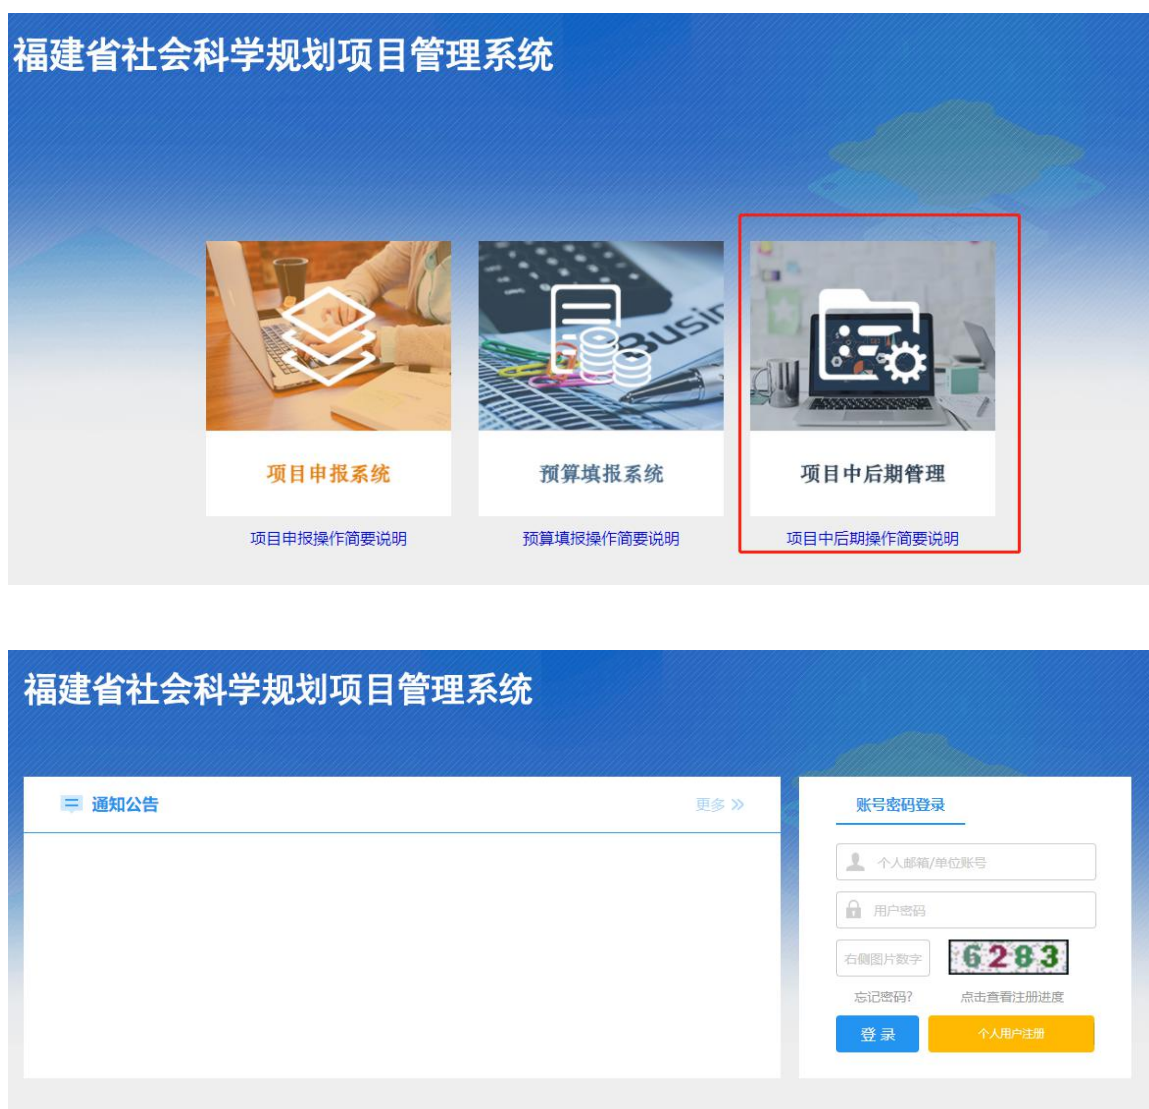 福建省社会科学规划项目管理系统
Busin
项目申报系统
预算填报系统
项目中后期管理
项目申报操作简要说明
预算填报操作简要说明
项目中后期操作简要说明
福建省社会科学规划项目管理系统
通知公告
更多 »
账号密码登录
个人邮箱/单位账号
用户密码
右侧图片数字
6283
忘记密码?
点击查看注册进度
登 录
个人用户注册